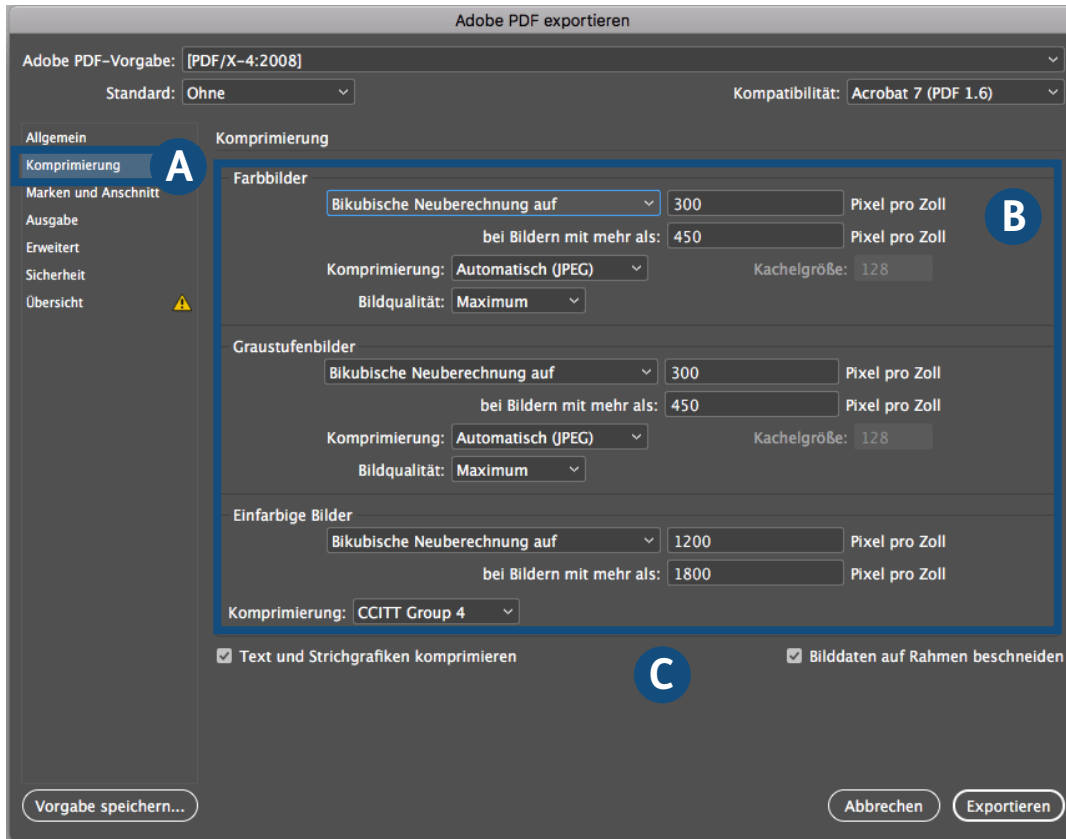 Adobe PDF exportieren
Adobe PDF-Vorgabe: [PDF/X-4:2008]
Standard: Ohne Kompatibilität: Acrobat 7 (PDF 1.6)
Allgemein
Komprimierung
Marken und Anschnitt
Ausgabe
Erweitert
Sicherheit
Übersicht
A
Komprimierung
B
Farbbilder
Bikubische Neuberechnung auf 300 Pixel pro Zoll
bei Bildern mit mehr als: 450 Pixel pro Zoll
Komprimierung: Automatisch (JPEG) Kachelgröße: 128
Bildqualität: Maximum
Graustufenbilder
Bikubische Neuberechnung auf 300 Pixel pro Zoll
bei Bildern mit mehr als: 450 Pixel pro Zoll
Komprimierung: Automatisch (JPEG) Kachelgröße: 128
Bildqualität: Maximum
Einfarbige Bilder
Bikubische Neuberechnung auf 1200 Pixel pro Zoll
bei Bildern mit mehr als: 1800 Pixel pro Zoll
Komprimierung: CCITT Group 4
Text und Strichgrafiken komprimieren Bilddaten auf Rahmen beschneiden
C
Vorgabe speichern... Abbrechen Exportieren